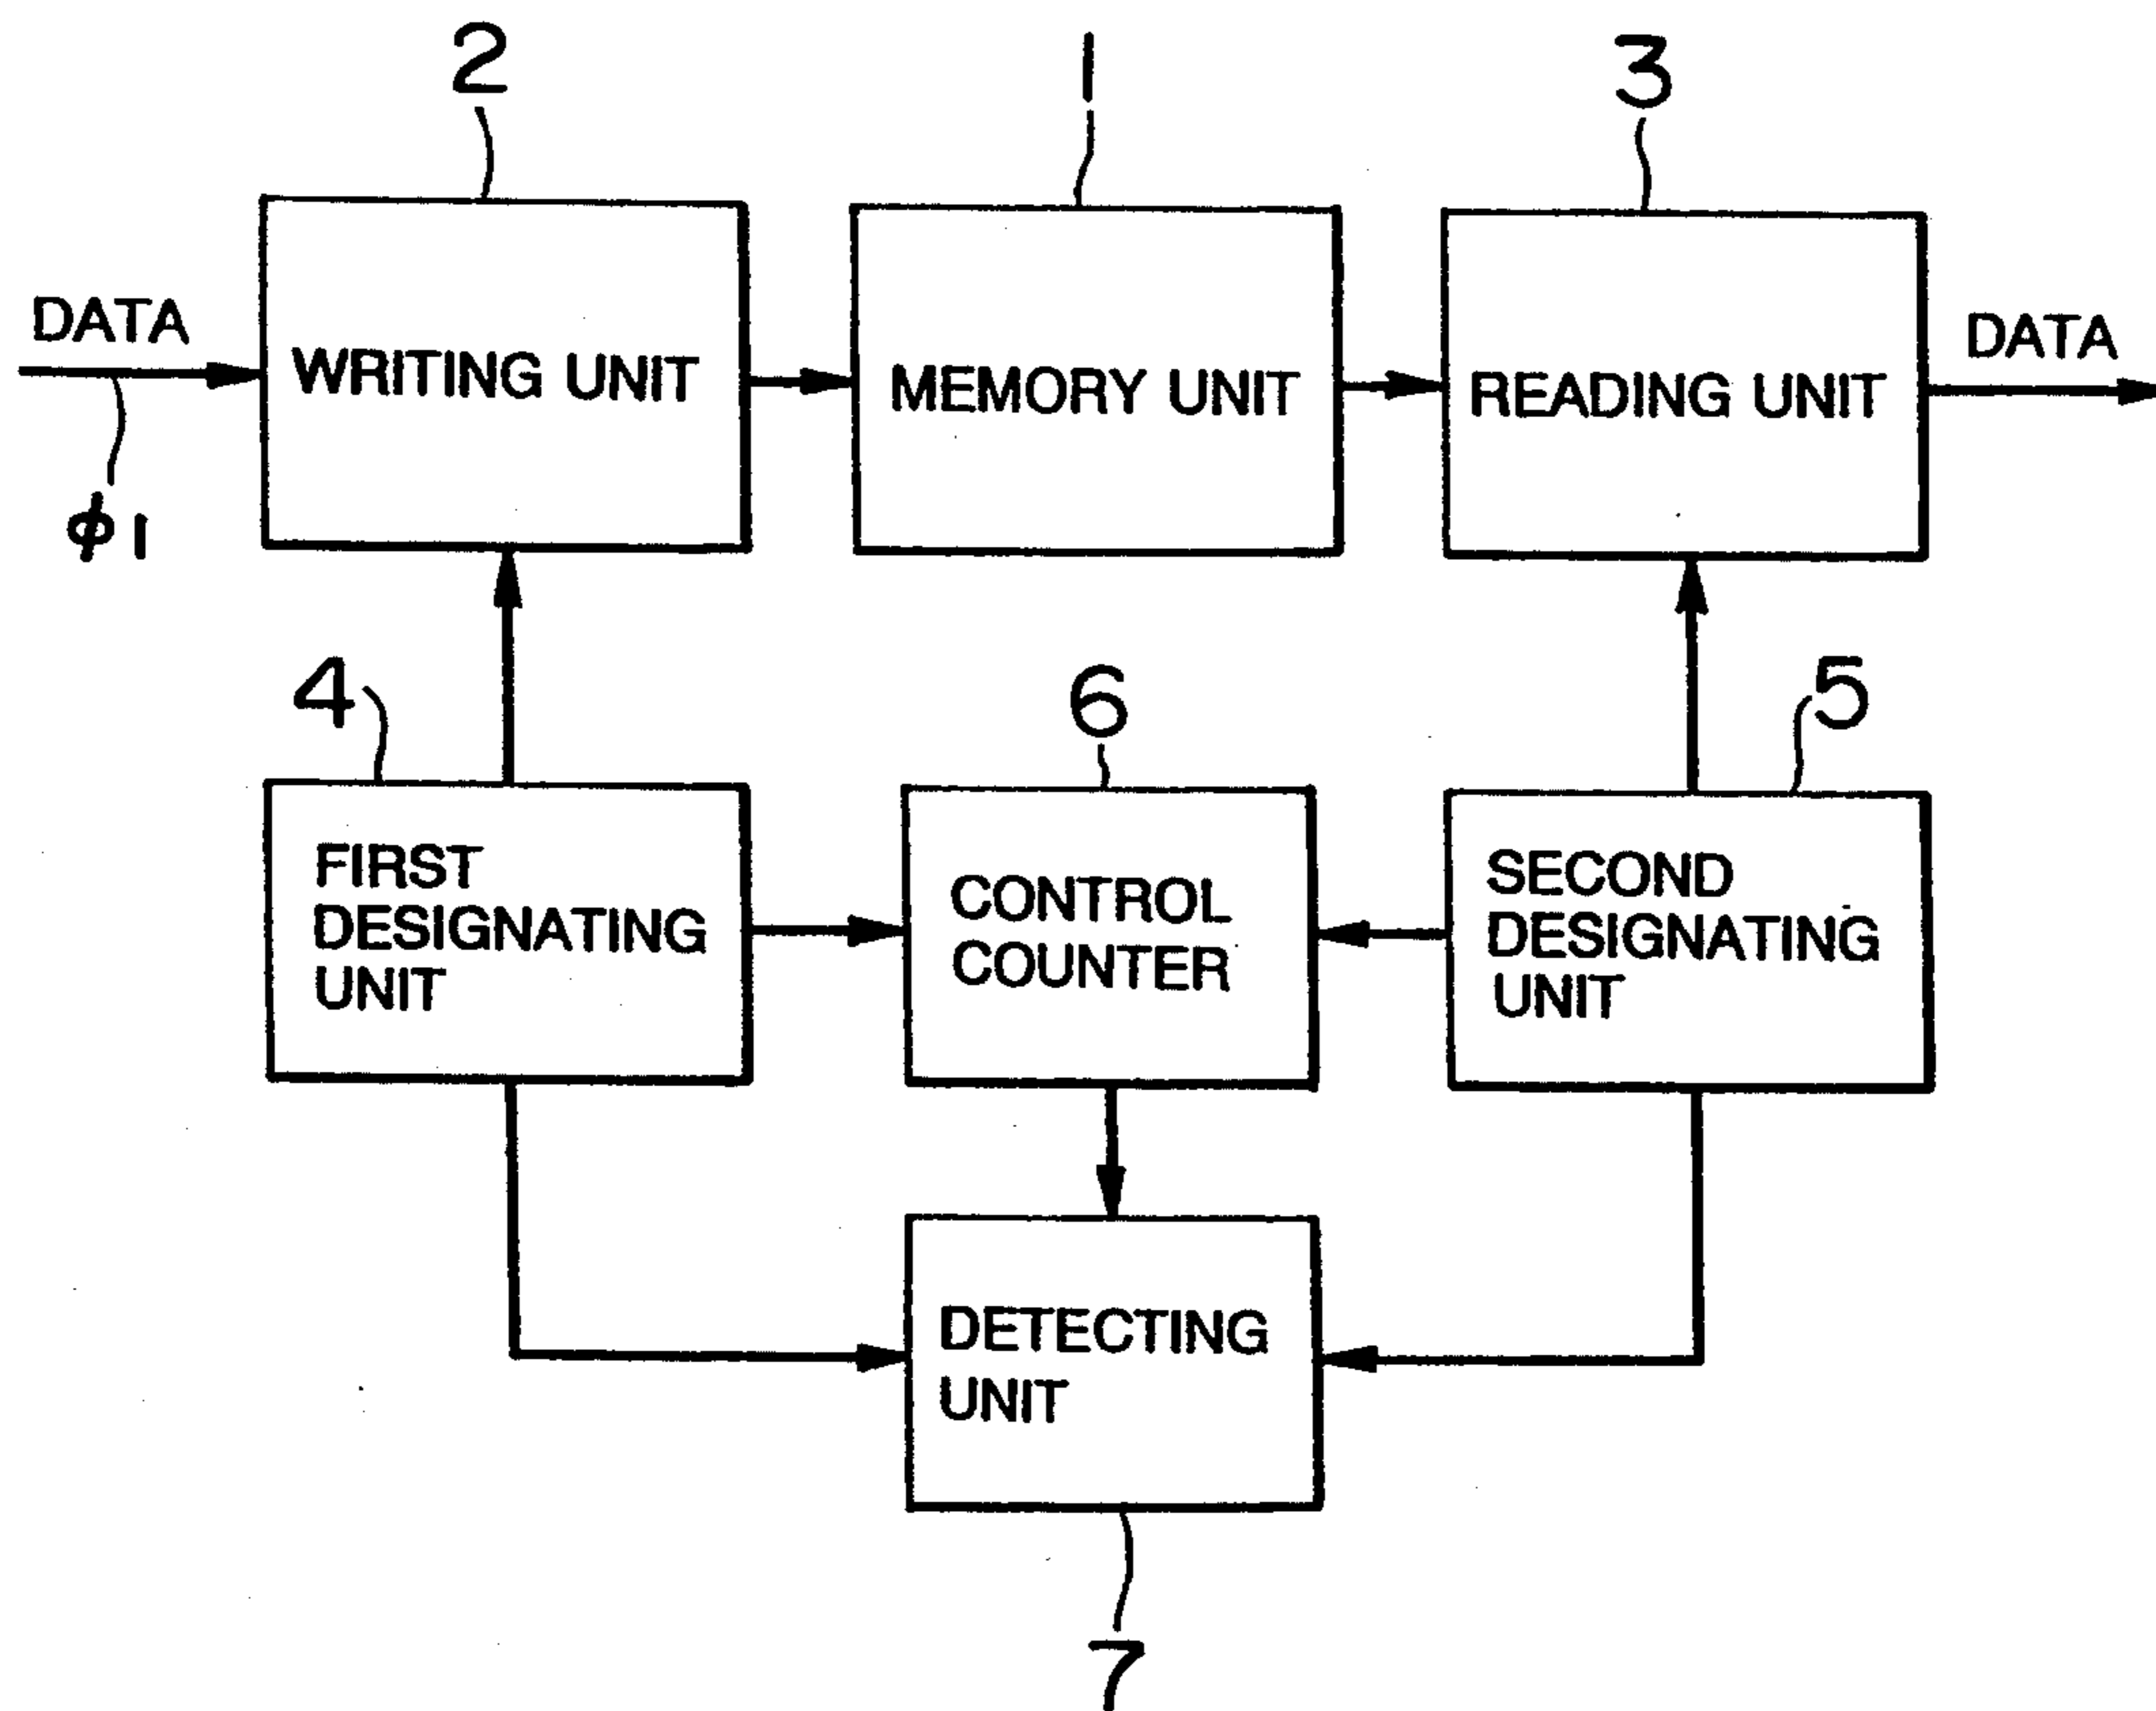 2
1
3
DATA
WRITING UNIT
MEMORY UNIT
READING UNIT
DATA
ϕ1
4
6
5
FIRST
DESIGNATING
UNIT
CONTROL
COUNTER
SECOND
DESIGNATING
UNIT
DETECTING
UNIT
7